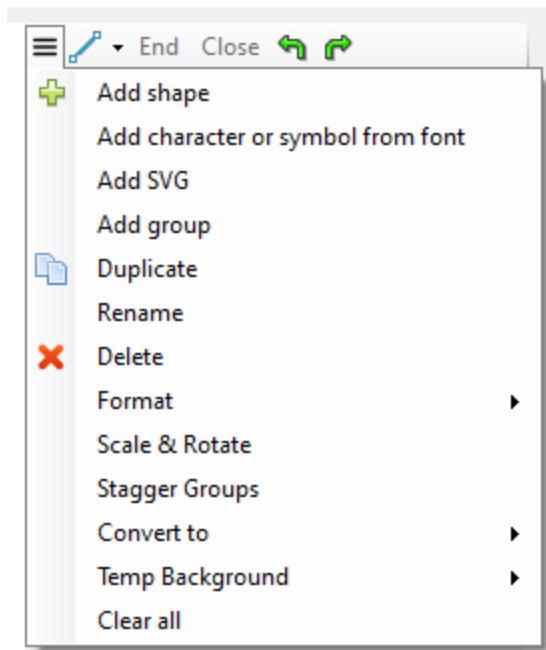 End Close
Add shape
Add character or symbol from font
Add SVG
Add group
Duplicate
Rename
Delete
Format
Scale & Rotate
Stagger Groups
Convert to
Temp Background
Clear all